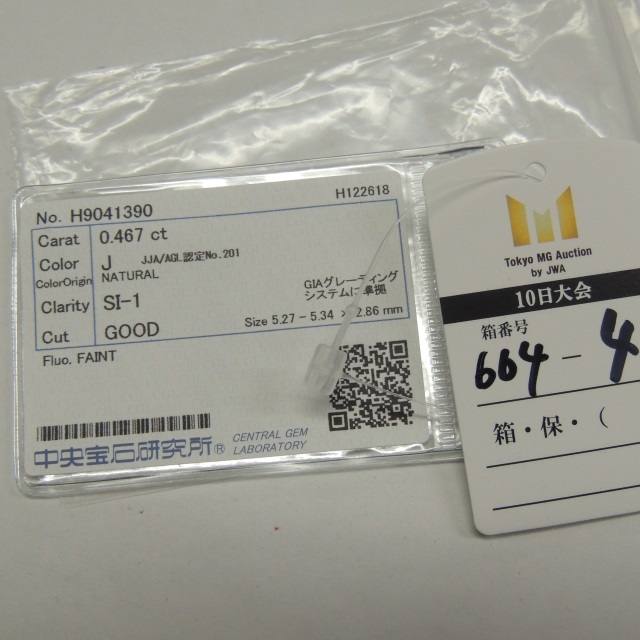 No. H9041390
H122618
Carat 0.467 ct
Color J JJA/AGL認定No.201
ColorOrigin NATURAL
GIAグレーティング
システムに準拠
Clarity SI-1
Size 5.27 - 5.34 × 2.86 mm
Cut GOOD
Fluo. FAINT
中央宝石研究所® CENTRAL GEM
LABORATORY
Tokyo MG Auction
by JWA
10日大会
箱番号
664-4
箱・保・(